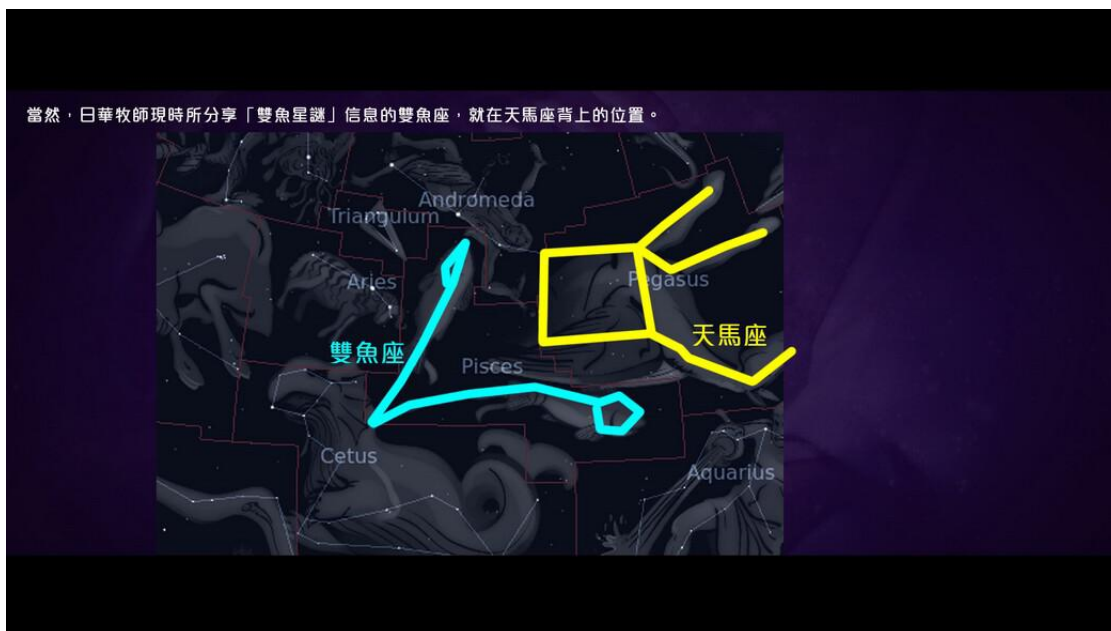 當然，日華牧師現時所分享「雙魚星謎」信息的雙魚座，就在天馬座背上的位置。
Andromeda
Triangulum
Aries
Pegasus
天馬座
雙魚座
Pisces
Cetus
Aquarius